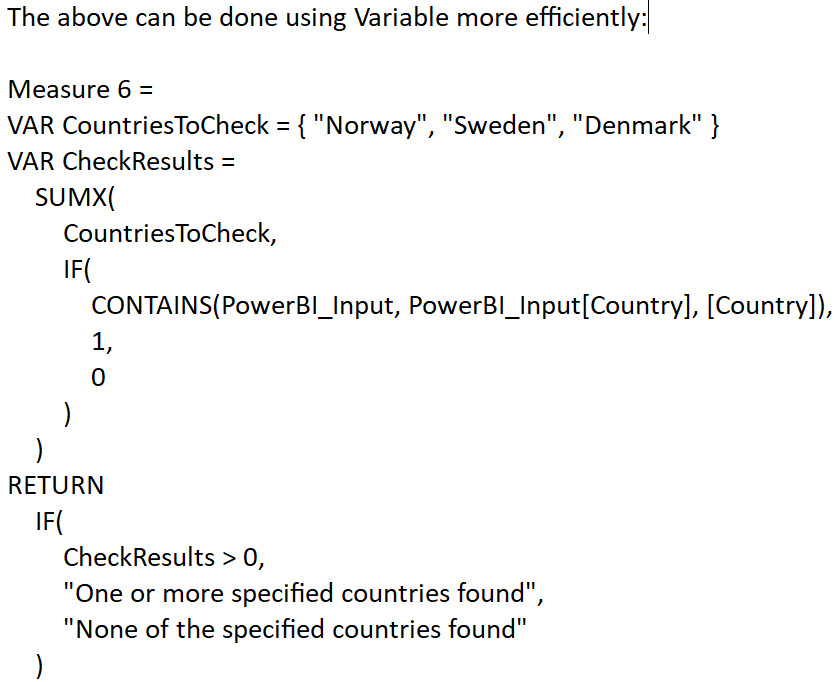 The above can be done using Variable more efficiently:
Measure 6 =
VAR CountriesToCheck = { "Norway", "Sweden", "Denmark" }
VAR CheckResults =
SUMX(
CountriesToCheck,
IF(
CONTAINS(PowerBI_Input, PowerBI_Input[Country], [Country]),
1,
0
)
)
RETURN
IF(
CheckResults > 0,
"One or more specified countries found",
"None of the specified countries found"
)